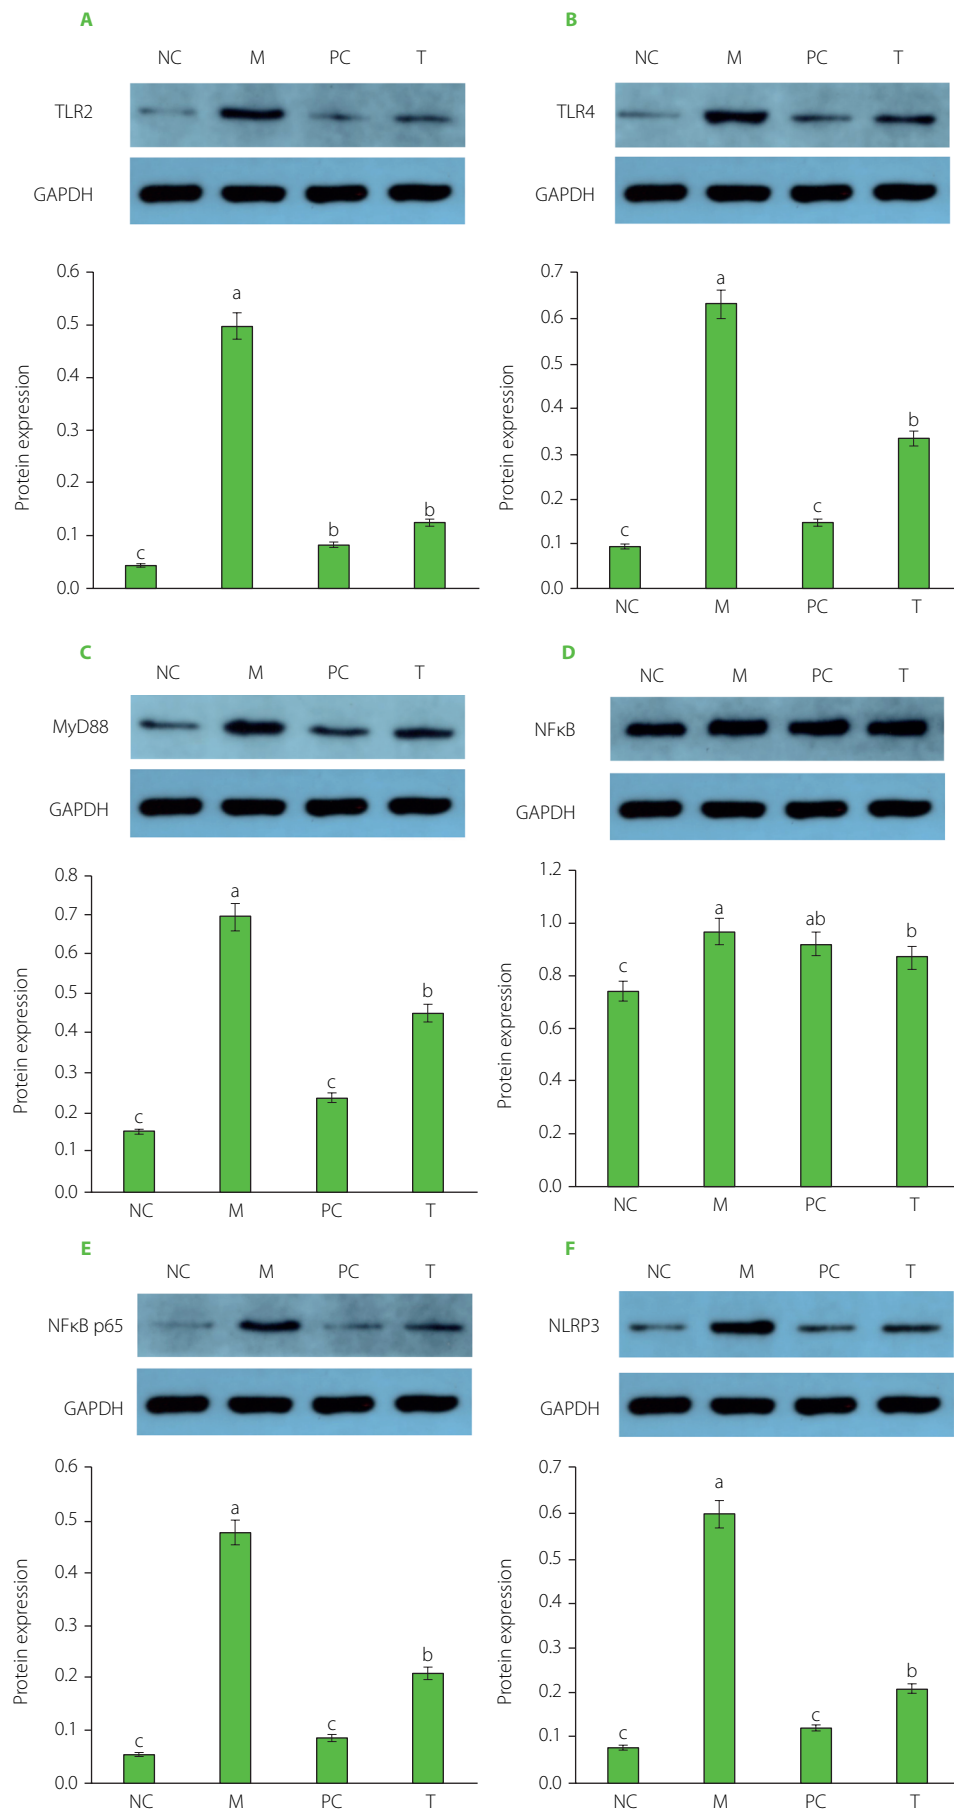 A
NC M PC T
TLR2
GAPDH
0.6
0.5
0.4
0.3
0.2
0.1
0.0
Protein expression
c
a
b
b
B
NC M PC T
TLR4
GAPDH
0.7
0.6
0.5
0.4
0.3
0.2
0.1
0.0
Protein expression
c
a
c
b
NC M PC T
C
NC M PC T
MyD88
GAPDH
0.8
0.7
0.6
0.5
0.4
0.3
0.2
0.1
0.0
Protein expression
c
a
c
b
NC M PC T
D
NC M PC T
NFκB
GAPDH
1.2
1.0
0.8
0.6
0.4
0.2
0.0
Protein expression
c
a
ab
b
NC M PC T
E
NC M PC T
NFκB p65
GAPDH
0.6
0.5
0.4
0.3
0.2
0.1
0.0
Protein expression
c
a
c
b
NC M PC T
F
NC M PC T
NLRP3
GAPDH
0.7
0.6
0.5
0.4
0.3
0.2
0.1
0.0
Protein expression
c
a
c
b
NC M PC T